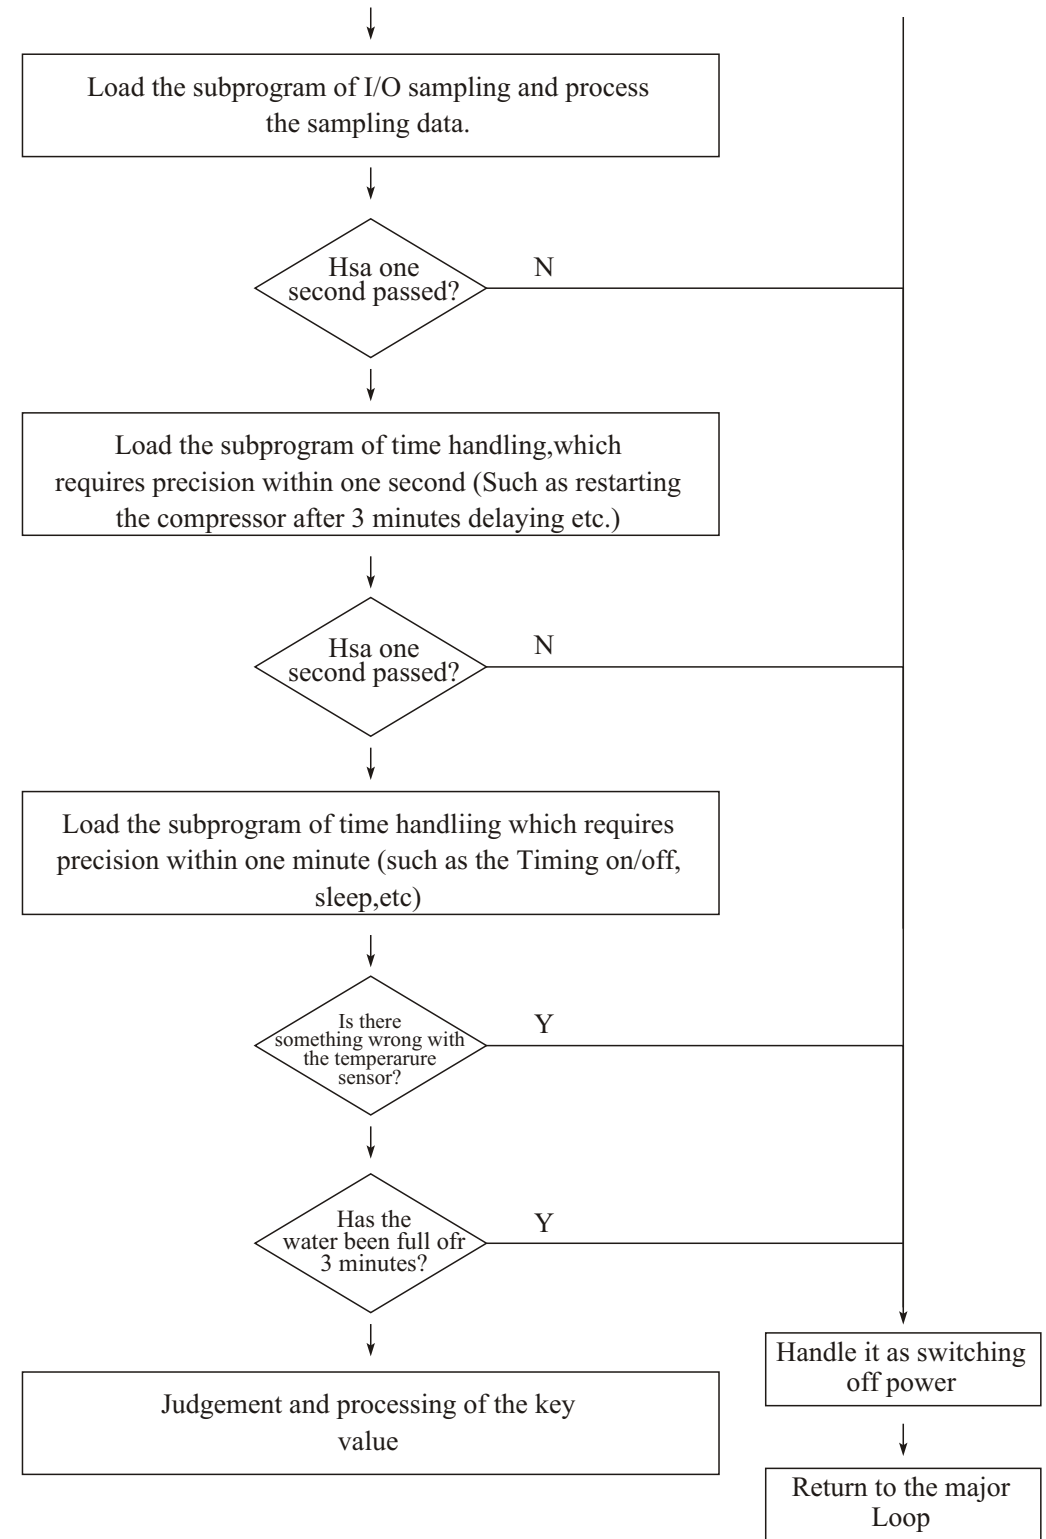 Load the subprogram of I/O sampling and process
the sampling data.
Hsa one
second passed?
N
Load the subprogram of time handling,which
requires precision within one second (Such as restarting
the compressor after 3 minutes delaying etc.)
Hsa one
second passed?
N
Load the subprogram of time handliing which requires
precision within one minute (such as the Timing on/off,
sleep,etc)
Is there
something wrong with
the temperarure
sensor?
Y
Has the
water been full ofr
3 minutes?
Y
Judgement and processing of the key
value
Handle it as switching
off power
Return to the major
Loop